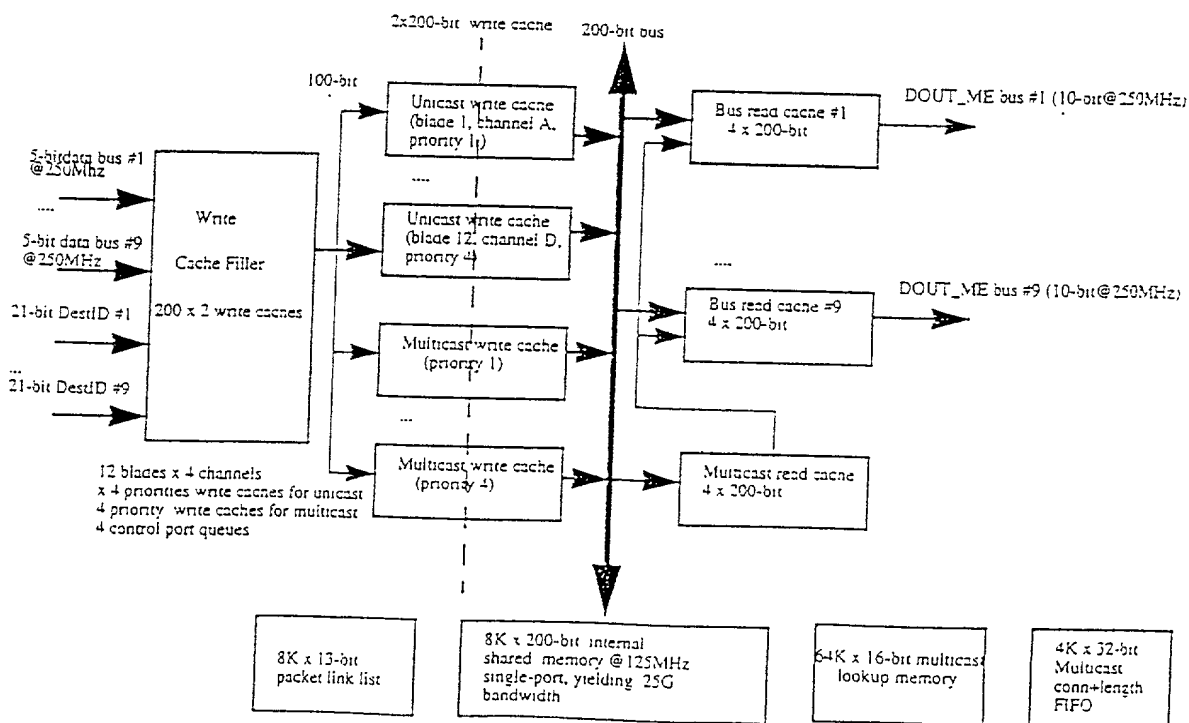 2x200-bit write cache
200-bit bus
100-bit
Unicast write cache
(blade 1, channel A,
priority 1)
Bus read cache #1
4 x 200-bit
DOUT_ME bus #1 (10-bit@250MHz)
5-bitdata bus #1
@250Mhz
....
5-bit data bus #9
@250MHz
21-bit DestID #1
...
21-bit DestID #9
Write
Cache Filler
200 x 2 write caches
....
Unicast write cache
(blade 12, channel D,
priority 4)
....
Bus read cache #9
4 x 200-bit
DOUT_ME bus #9 (10-bit@250MHz)
Multicast write cache
(priority 1)
...
Multicast write cache
(priority 4)
Multicast read cache
4 x 200-bit
12 blades x 4 channels
x 4 priorities write caches for unicast
4 priority write caches for multicast
4 control port queues
8K x 13-bit
packet link list
8K x 200-bit internal
shared memory @125MHz
single-port, yielding 25G
bandwidth
64K x 16-bit multicast
lookup memory
4K x 32-bit
Multicast
conn+length
FIFO